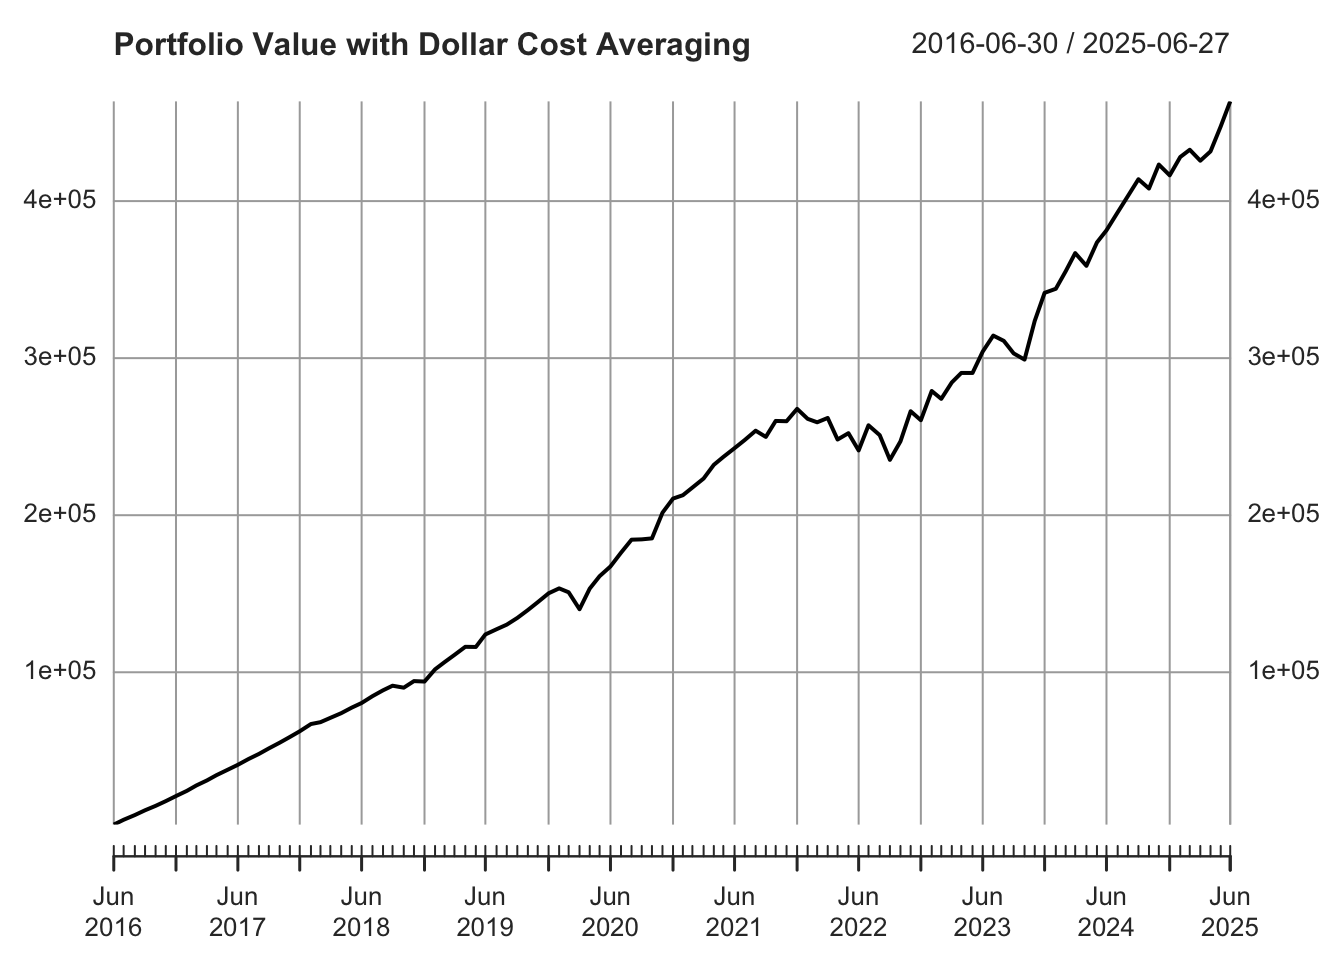 Portfolio Value with Dollar Cost Averaging 2016-06-30 / 2025-06-27
4e+05 4e+05
3e+05 3e+05
2e+05 2e+05
1e+05 1e+05
Jun Jun Jun Jun Jun Jun Jun Jun Jun Jun
2016 2017 2018 2019 2020 2021 2022 2023 2024 2025